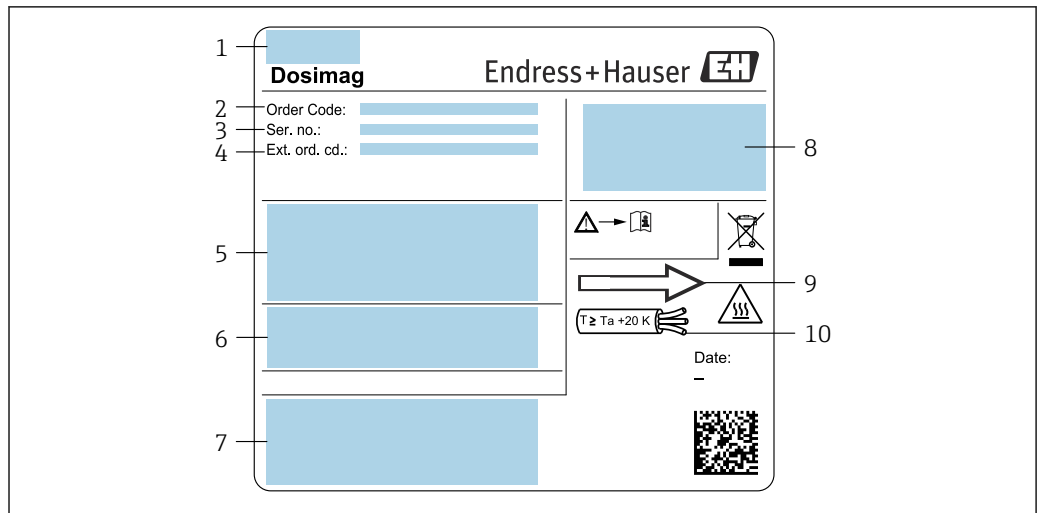 1
Dosimag
Endress+Hauser EH
2
Order Code:
3
Ser. no.:
4
Ext. ord. cd.:
8
5
i
9
6
T ≥ Ta +20 K
10
Date:
–
7